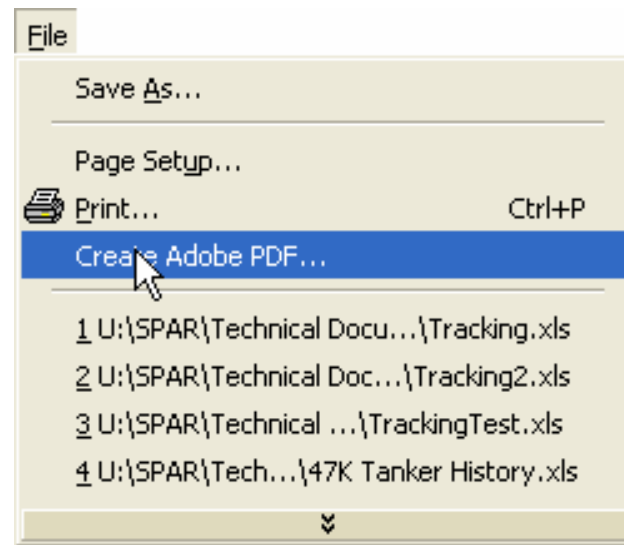 File
Save As...
Page Setup...
Print... Ctrl+P
Create Adobe PDF...
1 U:\SPAR\Technical Docu...\Tracking.xls
2 U:\SPAR\Technical Doc...\Tracking2.xls
3 U:\SPAR\Technical ...\TrackingTest.xls
4 U:\SPAR\Tech...\47K Tanker History.xls